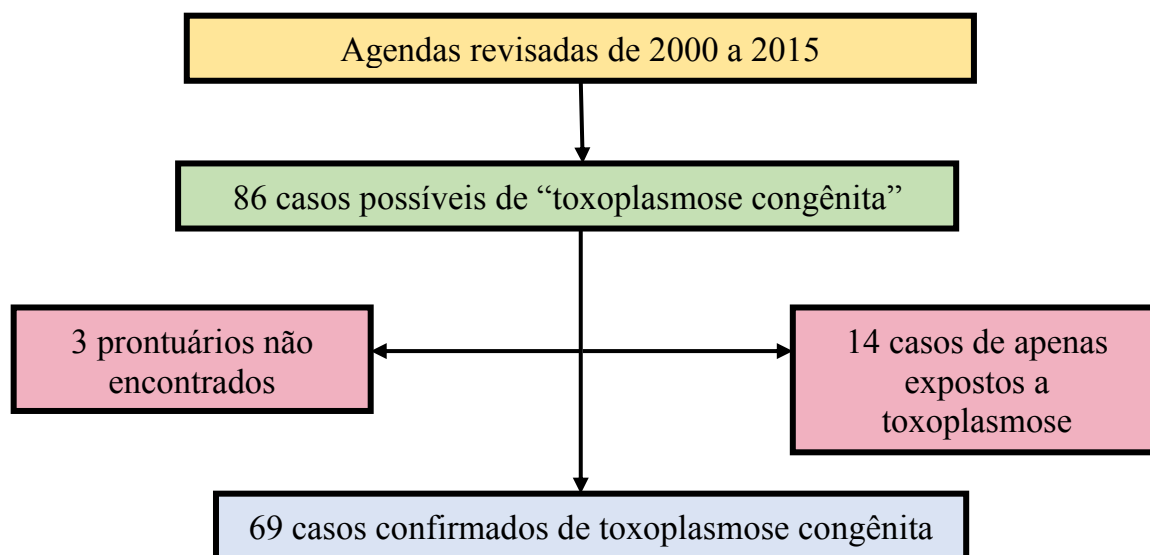 Agendas revisadas de 2000 a 2015
86 casos possíveis de “toxoplasmose congênita”
3 prontuários não
encontrados
14 casos de apenas
expostos a
toxoplasmose
69 casos confirmados de toxoplasmose congênita